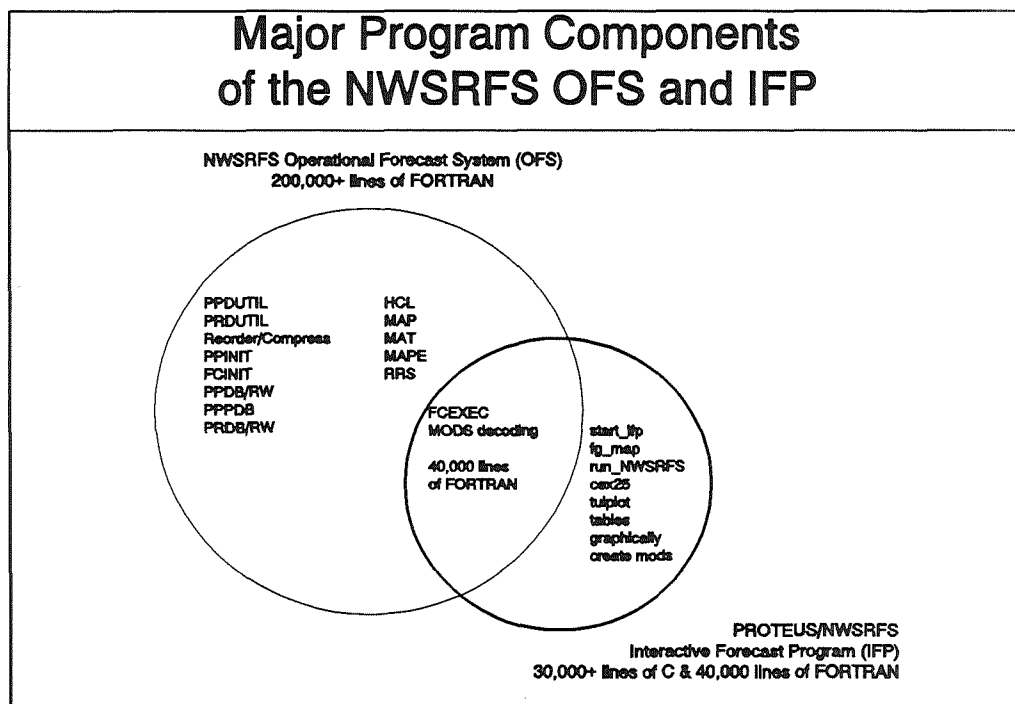 Major Program Components
of the NWSRFS OFS and IFP
NWSRFS Operational Forecast System (OFS)
200,000+ lines of FORTRAN
PPDUTIL
PRDUTIL
Reorder/Compress
PPINIT
FCINIT
PPDB/RW
PPPDB
PRDB/RW
HCL
MAP
MAT
MAPE
RRS
FCEXEC
MODS decoding
40,000 lines
of FORTRAN
start_ifp
fg_map
run_NWSRFS
cex25
tulplot
tables
graphically
create mods
PROTEUS/NWSRFS
Interactive Forecast Program (IFP)
30,000+ lines of C & 40,000 lines of FORTRAN